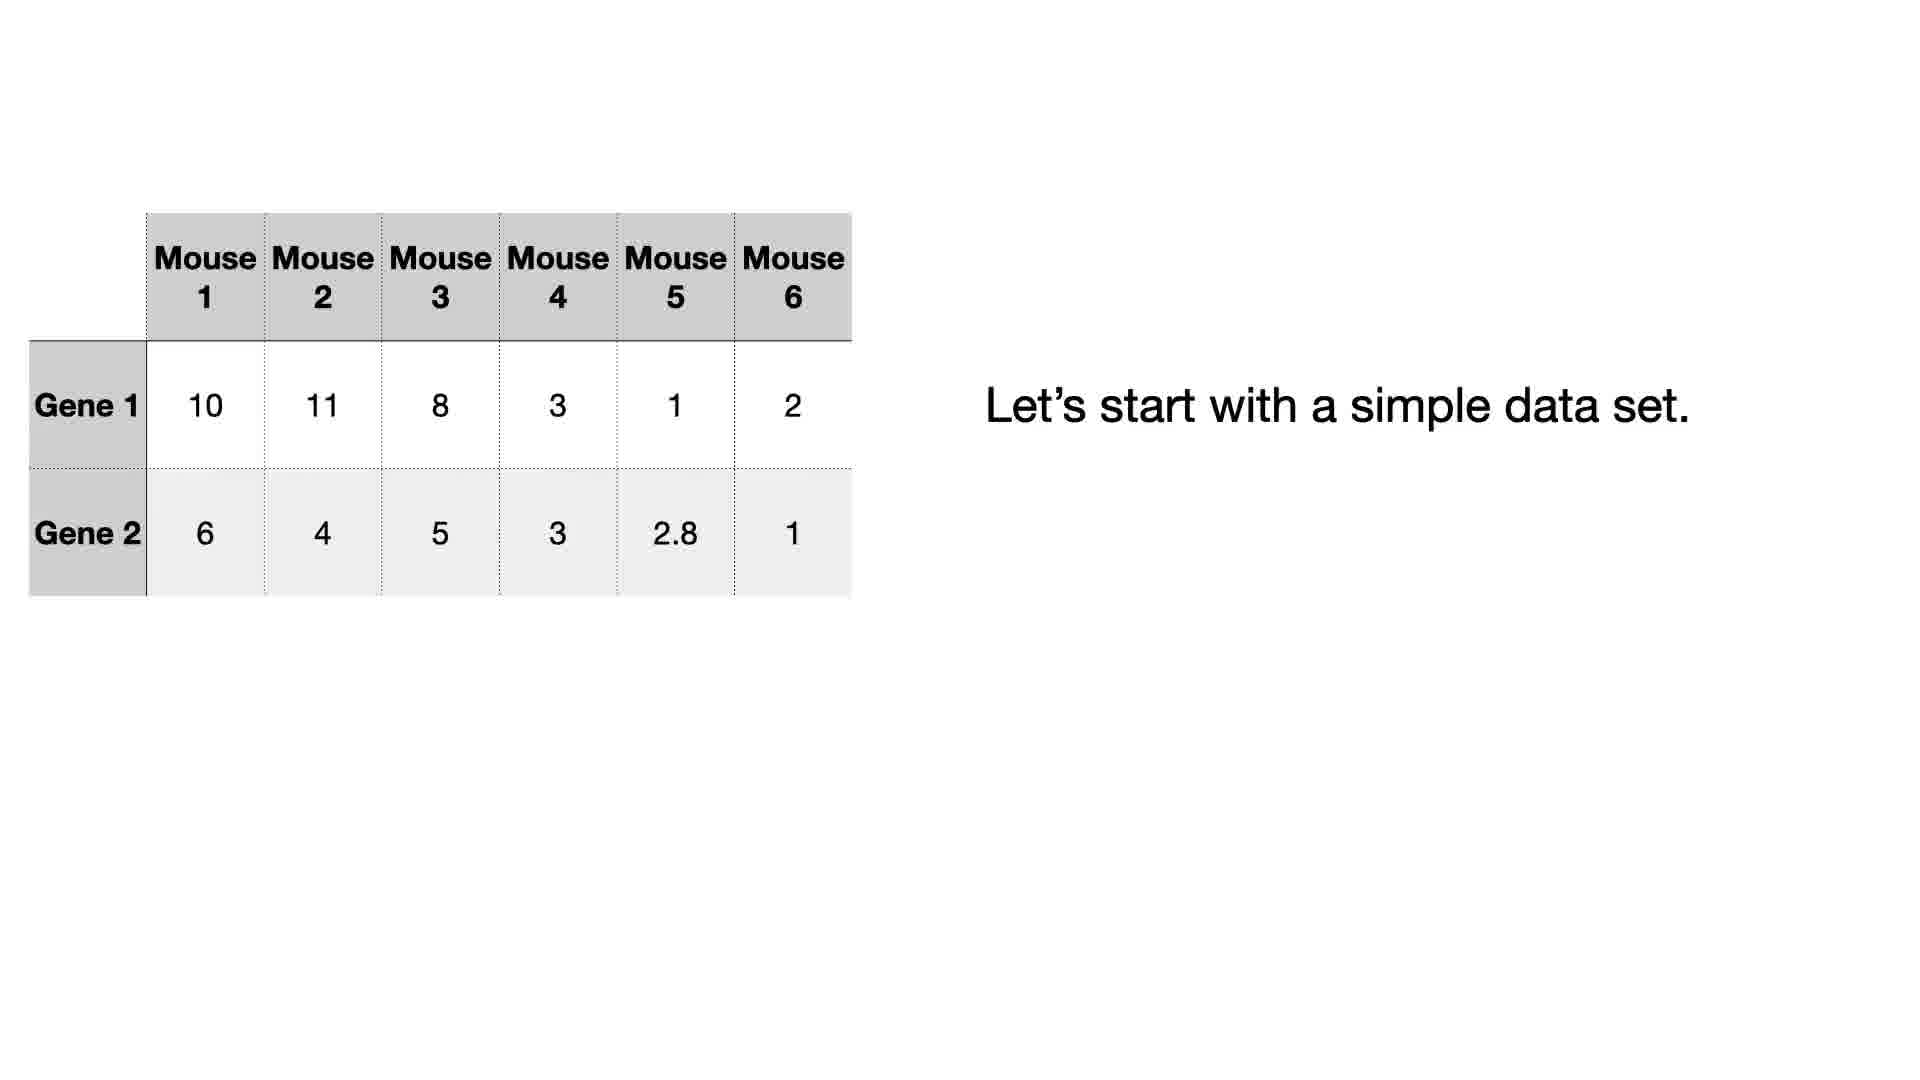 Mouse 1 Mouse 2 Mouse 3 Mouse 4 Mouse 5 Mouse 6
Gene 1 10 11 8 3 1 2
Gene 2 6 4 5 3 2.8 1
Let’s start with a simple data set.